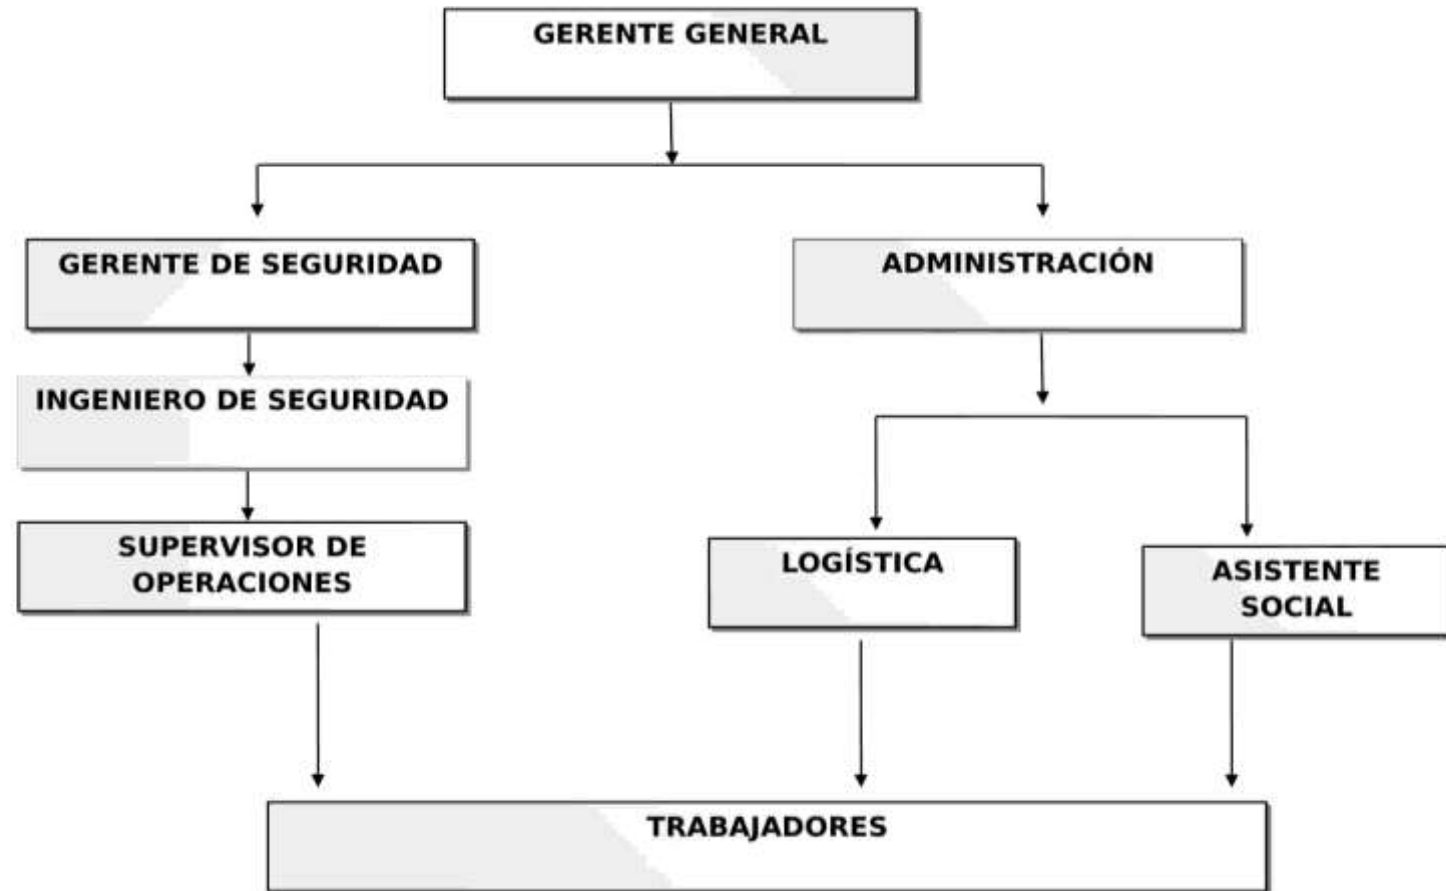 GERENTE GENERAL
GERENTE DE SEGURIDAD
ADMINISTRACIÓN
INGENIERO DE SEGURIDAD
SUPERVISOR DE
OPERACIONES
LOGÍSTICA
ASISTENTE
SOCIAL
TRABAJADORES